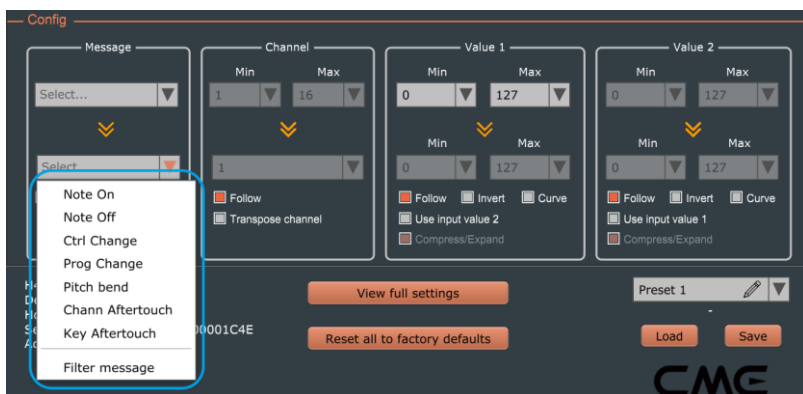 Config
Message
Select...
Select
Channel
Min Max
1 16
1
Follow
Transpose channel
Value 1
Min Max
0 127
Min Max
0 127
Follow Invert Curve
Use input value 2
Compress/Expand
Value 2
Min Max
0 127
Min Max
0 127
Follow Invert Curve
Use input value 1
Compress/Expand
Note On
Note Off
Ctrl Change
Prog Change
Pitch bend
Chann Aftertouch
Key Aftertouch
Filter message
00001C4E
View full settings
Reset all to factory defaults
Preset 1
-
Load Save
CME